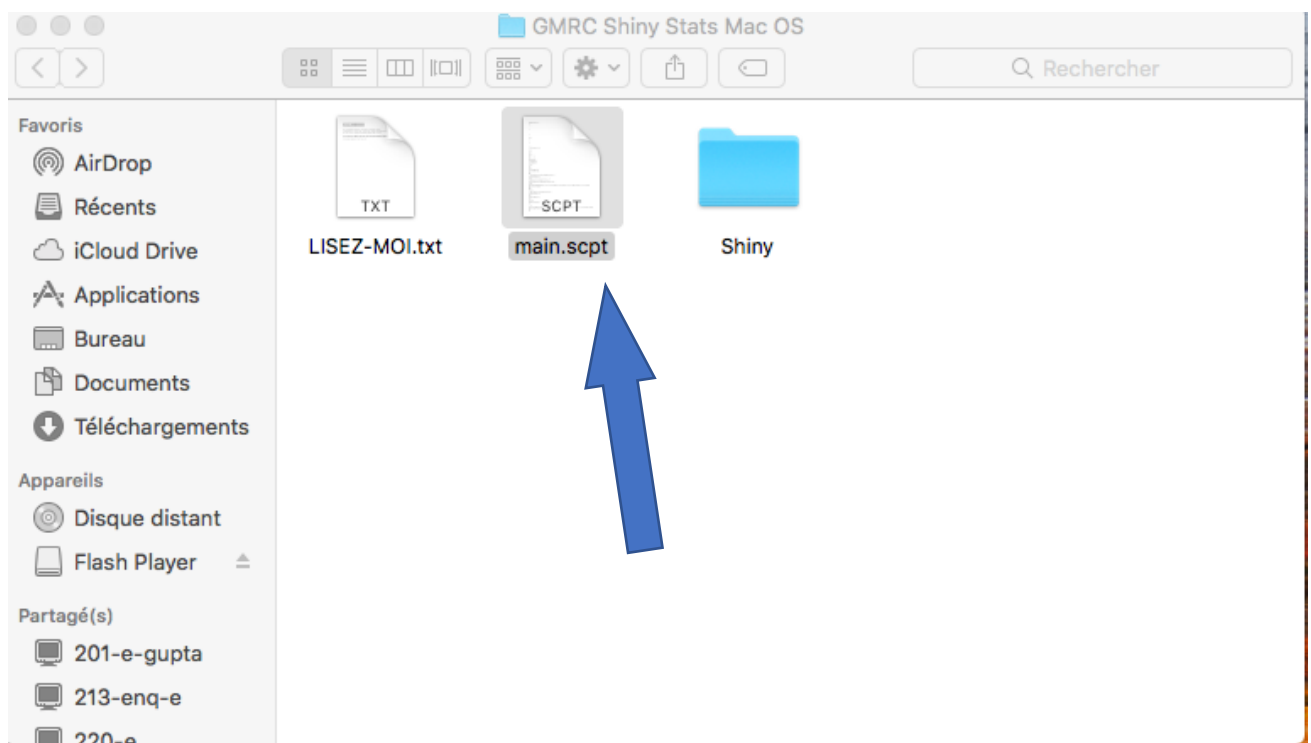 GMRC Shiny Stats Mac OS
Rechercher
Favoris
AirDrop
Récents
iCloud Drive
Applications
Bureau
Documents
Téléchargements
Appareils
Disque distant
Flash Player
Partagé(s)
201-e-gupta
213-enq-e
220-e
TXT
SCPT
LISEZ-MOI.txt
main.scpt
Shiny